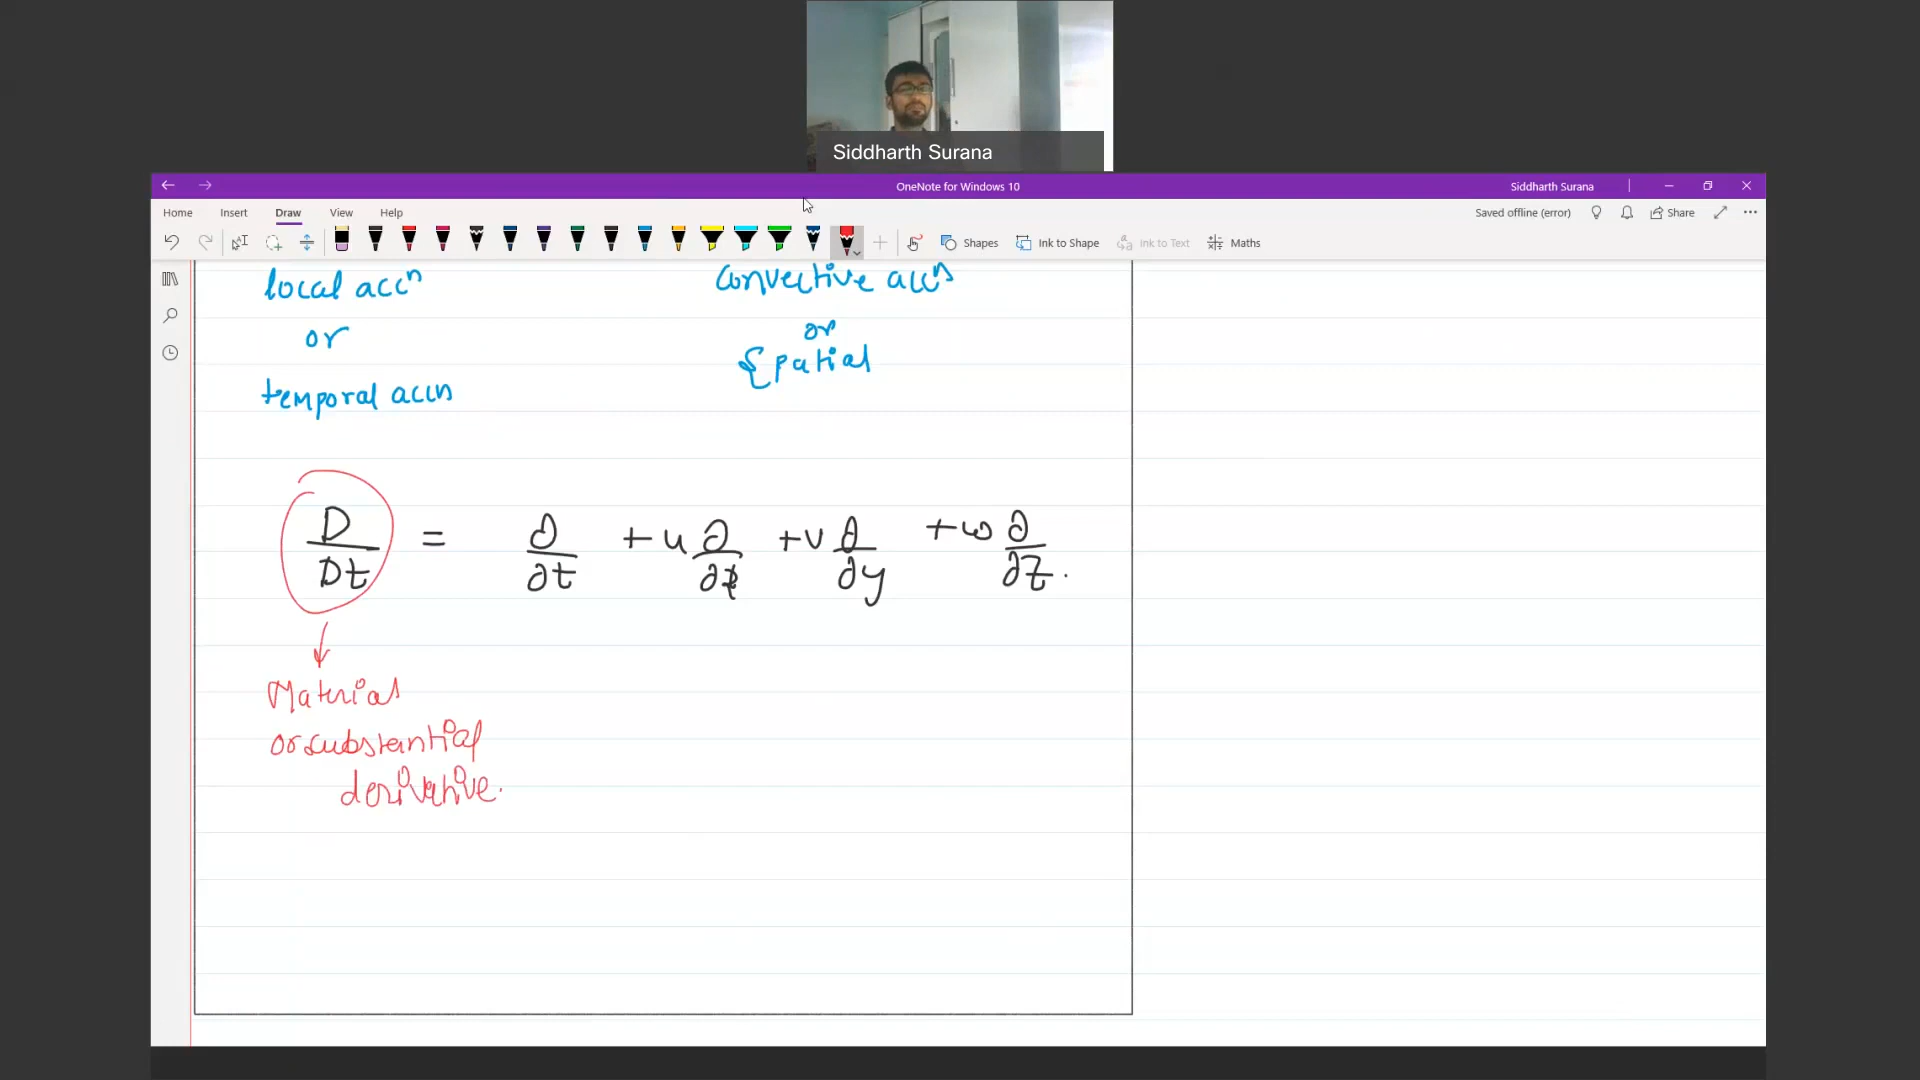 Siddharth Surana
OneNote for Windows 10
Siddharth Surana
Home Insert Draw View Help
Saved offline (error) Share
Shapes Ink to Shape Ink to Text Maths
local accⁿ
convective accⁿ
or
or
spatial
temporal accn
D/Dt = ∂/∂t + u ∂/∂x + v ∂/∂y + w ∂/∂z.
Material
or substantial
derivative.